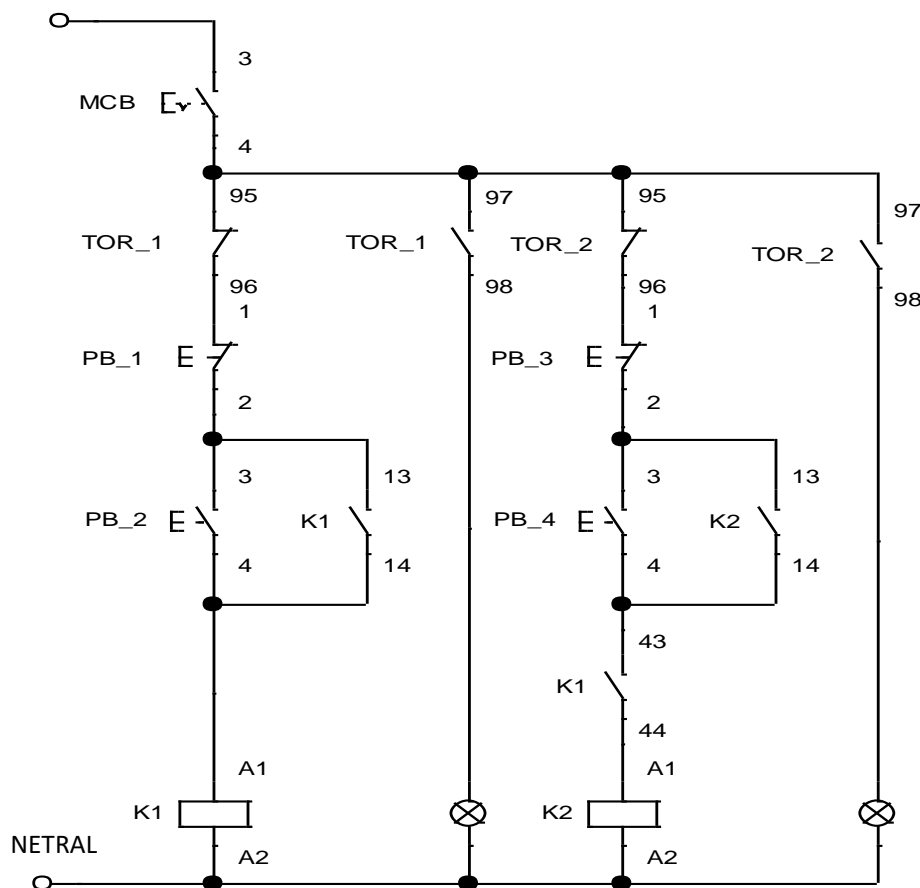 3
MCB
4
95 97 95 97
TOR_1 TOR_1 TOR_2 TOR_2
96 98 96 98
1 1
PB_1 PB_3
2 2
3 13 3 13
PB_2 K1 PB_4 K2
4 14 4 14
43
K1
44
A1 A1
K1 K2
NETRAL
A2 A2